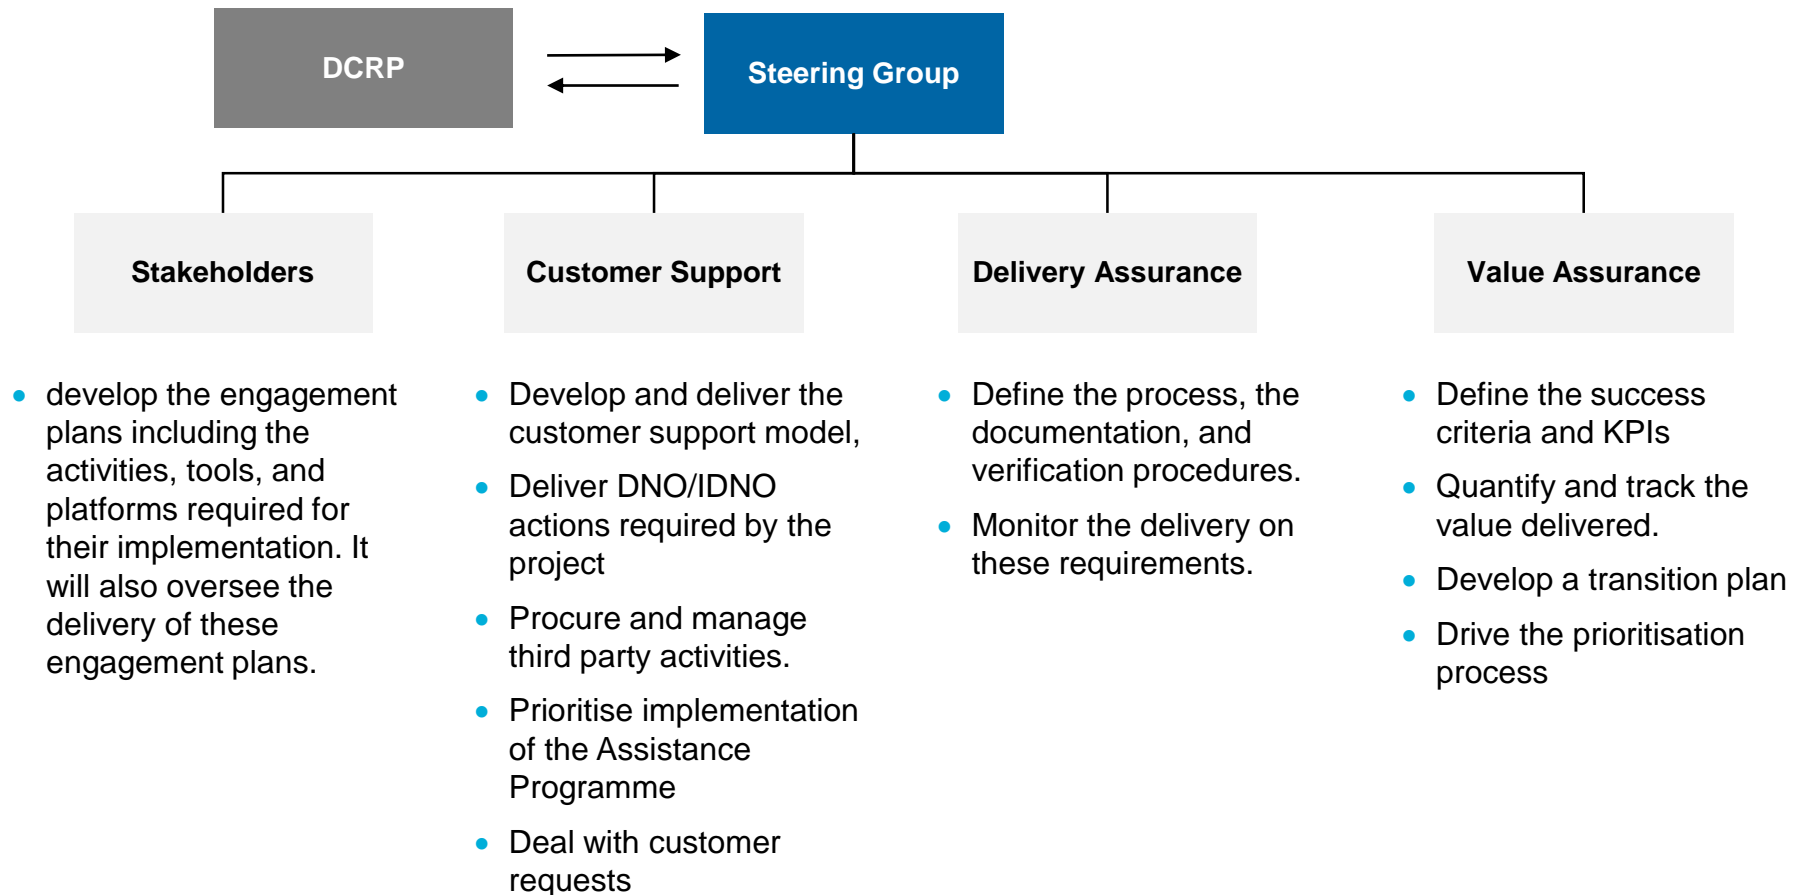 DCRP
Steering Group
Stakeholders
Customer Support
Delivery Assurance
Value Assurance
develop the engagement
plans including the
activities, tools, and
platforms required for
their implementation. It
will also oversee the
delivery of these
engagement plans.
Develop and deliver the
customer support model,
Deliver DNO/IDNO
actions required by the
project
Procure and manage
third party activities.
Prioritise implementation
of the Assistance
Programme
Deal with customer
requests
Define the process, the
documentation, and
verification procedures.
Monitor the delivery on
these requirements.
Define the success
criteria and KPIs
Quantify and track the
value delivered.
Develop a transition plan
Drive the prioritisation
process